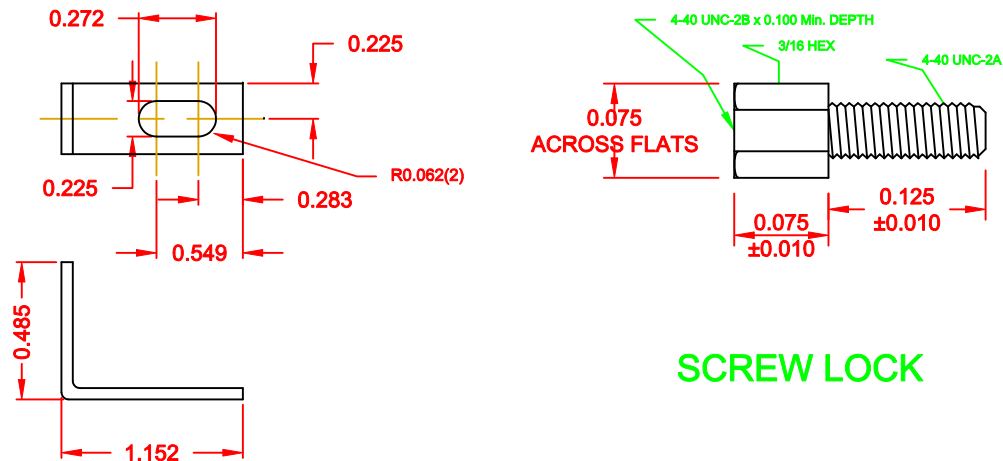 0.272
0.225
0.225
R0.062(2)
0.283
0.549
0.485
1.152
4-40 UNC-2B x 0.100 Min. DEPTH
3/16 HEX
4-40 UNC-2A
0.075
ACROSS FLATS
0.075
±0.010
0.125
±0.010
SCREW LOCK